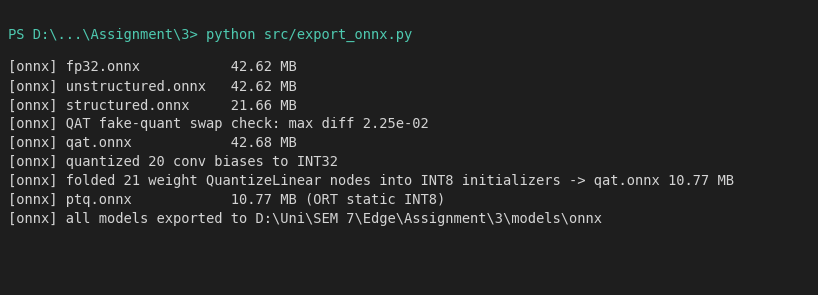 PS D:\...\Assignment\3> python src/export_onnx.py
[onnx] fp32.onnx           42.62 MB
[onnx] unstructured.onnx   42.62 MB
[onnx] structured.onnx     21.66 MB
[onnx] QAT fake-quant swap check: max diff 2.25e-02
[onnx] qat.onnx            42.68 MB
[onnx] quantized 20 conv biases to INT32
[onnx] folded 21 weight QuantizeLinear nodes into INT8 initializers -> qat.onnx 10.77 MB
[onnx] ptq.onnx            10.77 MB (ORT static INT8)
[onnx] all models exported to D:\Uni\SEM 7\Edge\Assignment\3\models\onnx